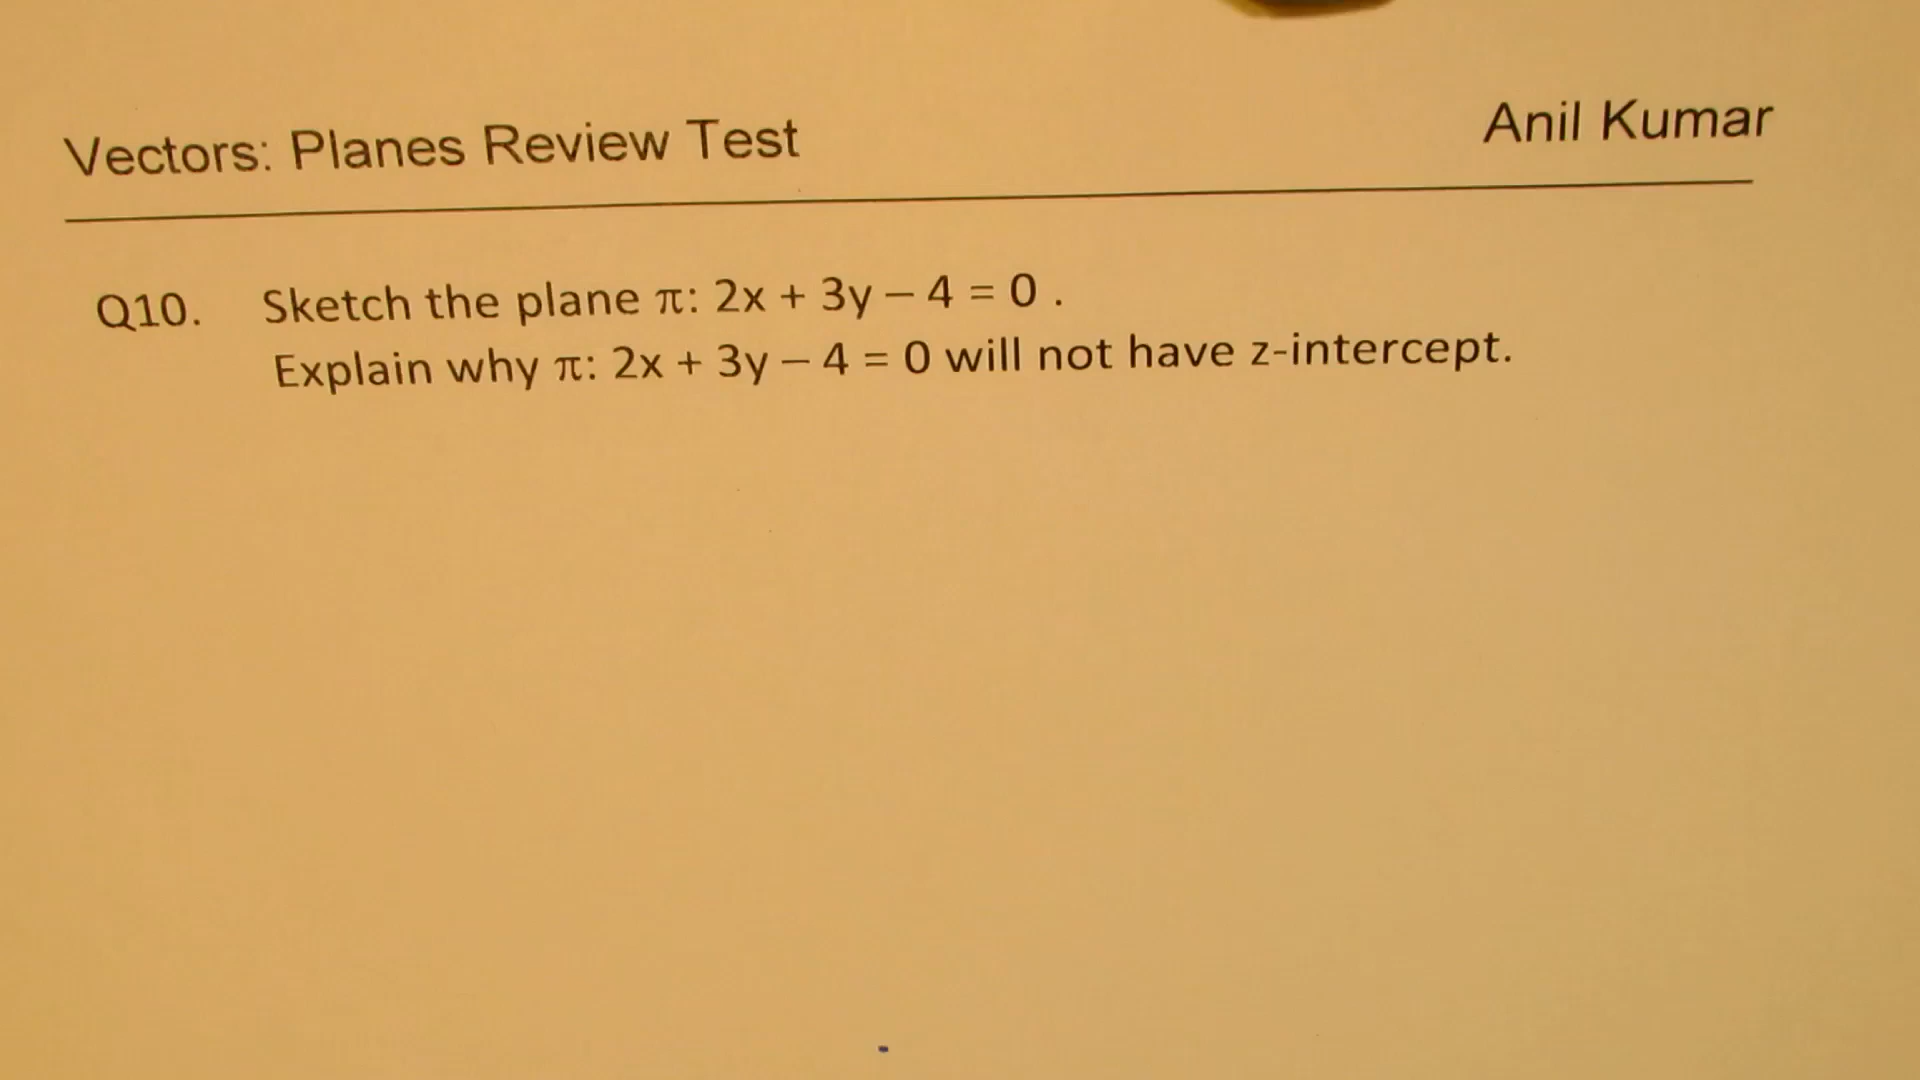 Vectors: Planes Review Test
Anil Kumar
Q10. Sketch the plane π: 2x + 3y – 4 = 0 .
Explain why π: 2x + 3y – 4 = 0 will not have z-intercept.